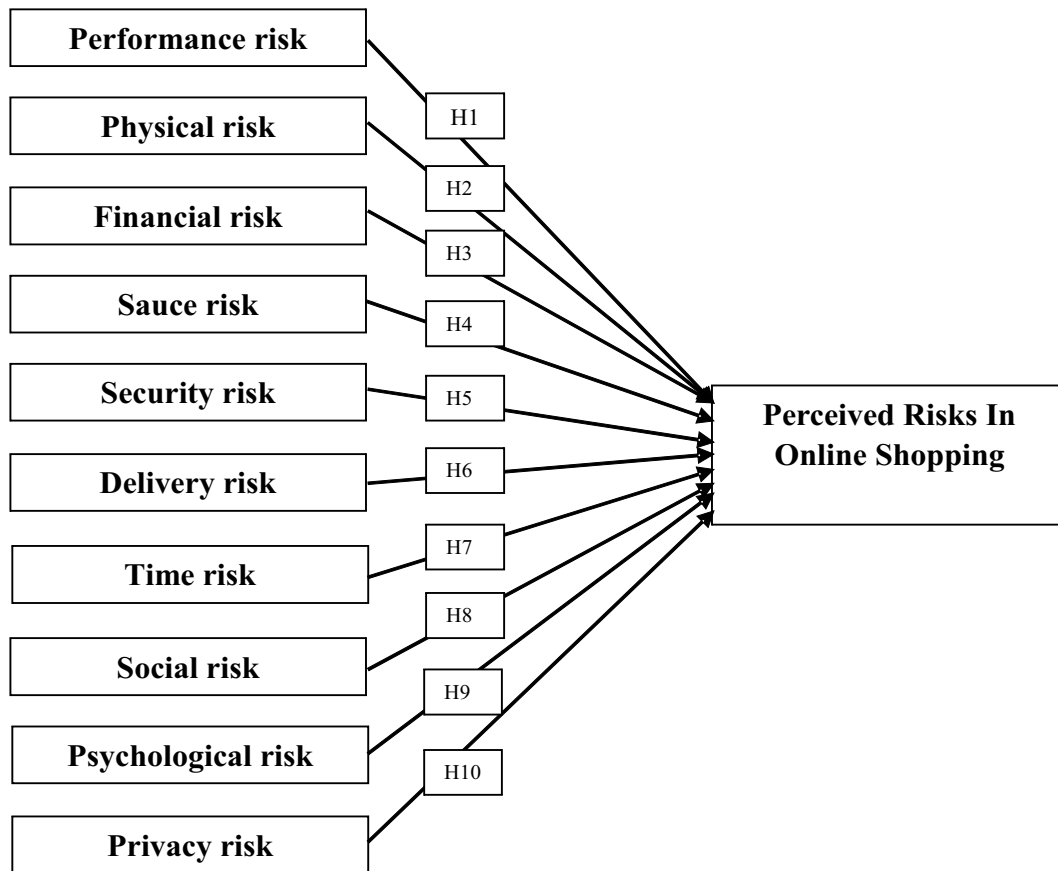 Performance risk
H1
Physical risk
H2
Financial risk
H3
Sauce risk
H4
Security risk
H5
Perceived Risks In
Online Shopping
Delivery risk
H6
Time risk
H7
Social risk
H8
Psychological risk
H9
Privacy risk
H10